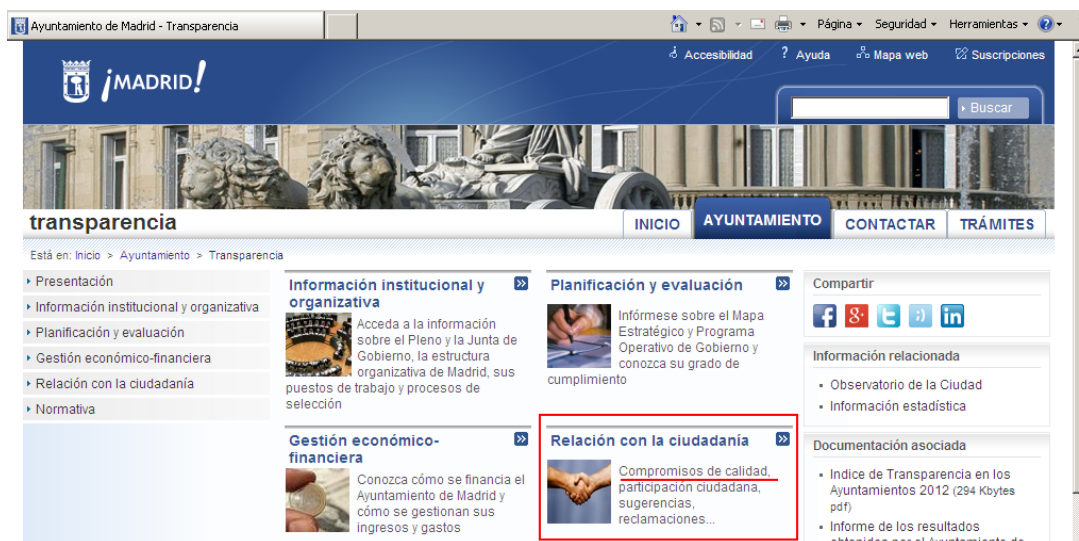 Ayuntamiento de Madrid - Transparencia
Página
Seguridad
Herramientas
Accesibilidad
? Ayuda
Mapa web
Suscripciones
¡MADRID!
Buscar
transparencia
INICIO
AYUNTAMIENTO
CONTACTAR
TRÁMITES
Está en: Inicio > Ayuntamiento > Transparencia
Presentación
Información institucional y organizativa
Planificación y evaluación
Gestión económico-financiera
Relación con la ciudadanía
Normativa
Información institucional y
organizativa
Acceda a la información
sobre el Pleno y la Junta de
Gobierno, la estructura
organizativa de Madrid, sus
puestos de trabajo y procesos de
selección
Planificación y evaluación
Infórmese sobre el Mapa
Estratégico y Programa
Operativo de Gobierno y
conozca su grado de
cumplimiento
Gestión económico-
financiera
Conozca cómo se financia el
Ayuntamiento de Madrid y
cómo se gestionan sus
ingresos y gastos
Relación con la ciudadanía
Compromisos de calidad,
participación ciudadana,
sugerencias,
reclamaciones...
Compartir
Información relacionada
Observatorio de la Ciudad
Información estadística
Documentación asociada
Indice de Transparencia en los
Ayuntamientos 2012 (294 Kbytes
pdf)
Informe de los resultados
obtenidos por el Ayuntamiento de